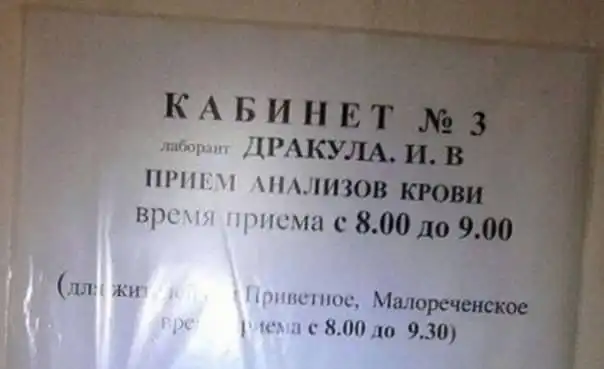 КАБИНЕТ № 3
лаборант ДРАКУЛА. И. В
ПРИЕМ АНАЛИЗОВ КРОВИ
время приема с 8.00 до 9.00
(для Приветное, Малореченское
с 8.00 до 9.30)